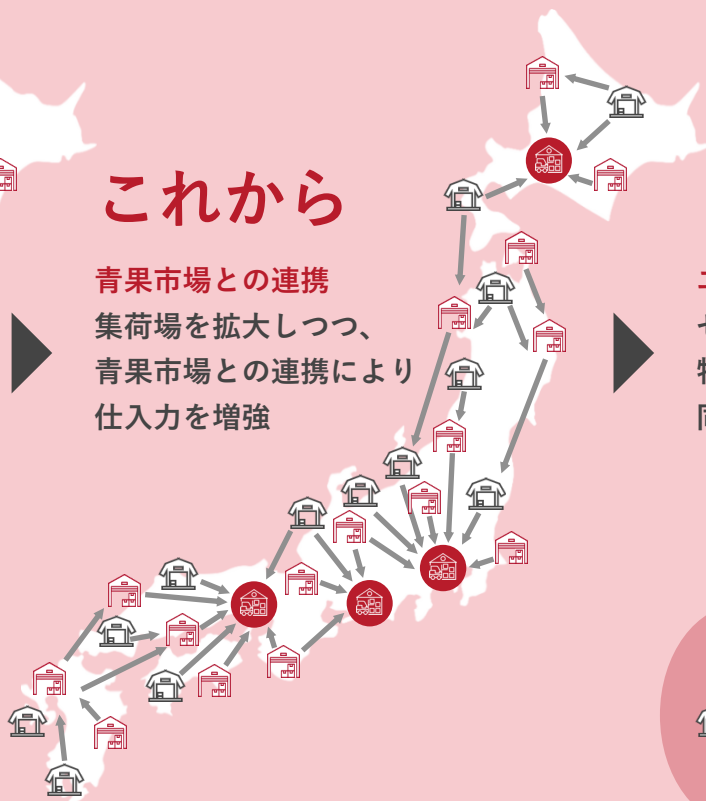 これから
青果市場との連携
集荷場を拡大しつつ、
青果市場との連携により
仕入力を増強